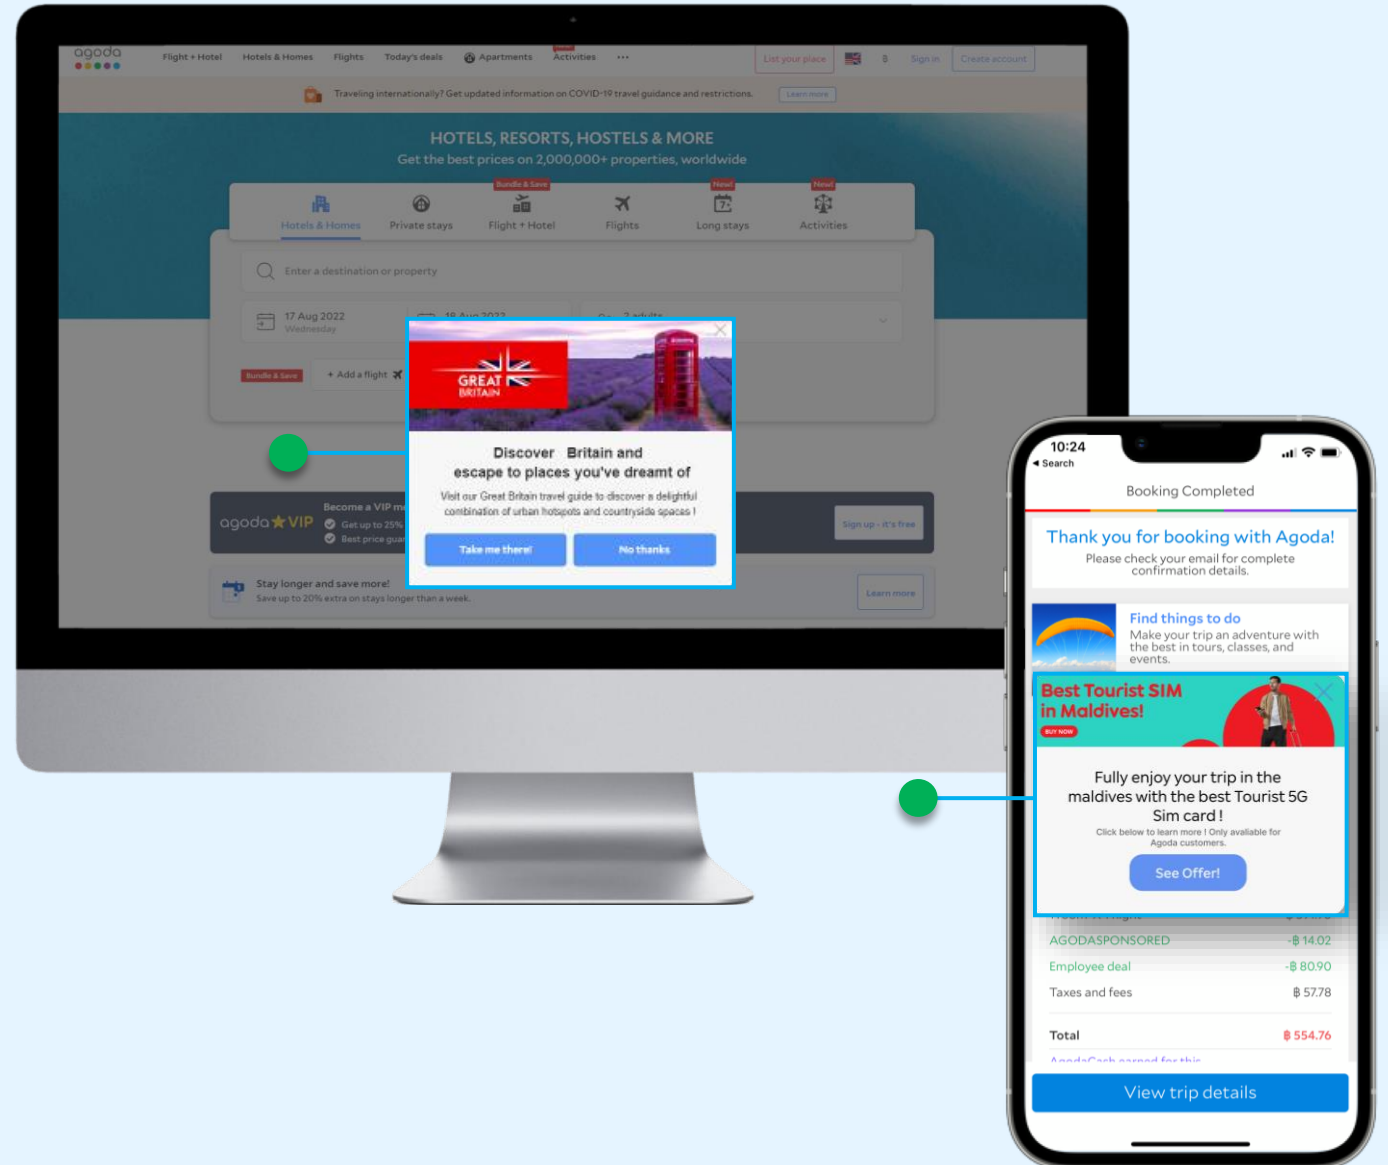 agoda
Flight + Hotel
Hotels & Homes
Flights
Today's deals
Apartments
Activities
List your place
Sign in
Create account
Traveling internationally? Get updated information on COVID-19 travel guidance and restrictions.
Learn more
HOTELS, RESORTS, HOSTELS & MORE
Get the best prices on 2,000,000+ properties, worldwide
Bundle & Save
New!
New!
Hotels & Homes
Private stays
Flight + Hotel
Flights
Long stays
Activities
Enter a destination or property
17 Aug 2022
Wednesday
18 Aug 2022
2 adults
Bundle & Save
+ Add a flight
GREAT
BRITAIN
Discover Britain and
escape to places you've dreamt of
Visit our Great Britain travel guide to discover a delightful
combination of urban hotspots and countryside spaces !
Take me there!
No thanks
agoda VIP
Become a VIP
Get up to 25%
Best price
Sign up - it's free
Stay longer and save more!
Save up to 20% extra on stays longer than a week.
Learn more
10:24
Search
Booking Completed
Thank you for booking with Agoda!
Please check your email for complete
confirmation details.
Find things to do
Make your trip an adventure with
the best in tours, classes, and
events.
Best Tourist SIM
in Maldives!
BUY NOW
Fully enjoy your trip in the
maldives with the best Tourist 5G
Sim card !
Click below to learn more ! Only available for
Agoda customers.
See Offer!
AGODASPONSORED
-฿ 14.02
Employee deal
-฿ 80.90
Taxes and fees
฿ 57.78
Total
฿ 554.76
AgodaCash earned for this
View trip details